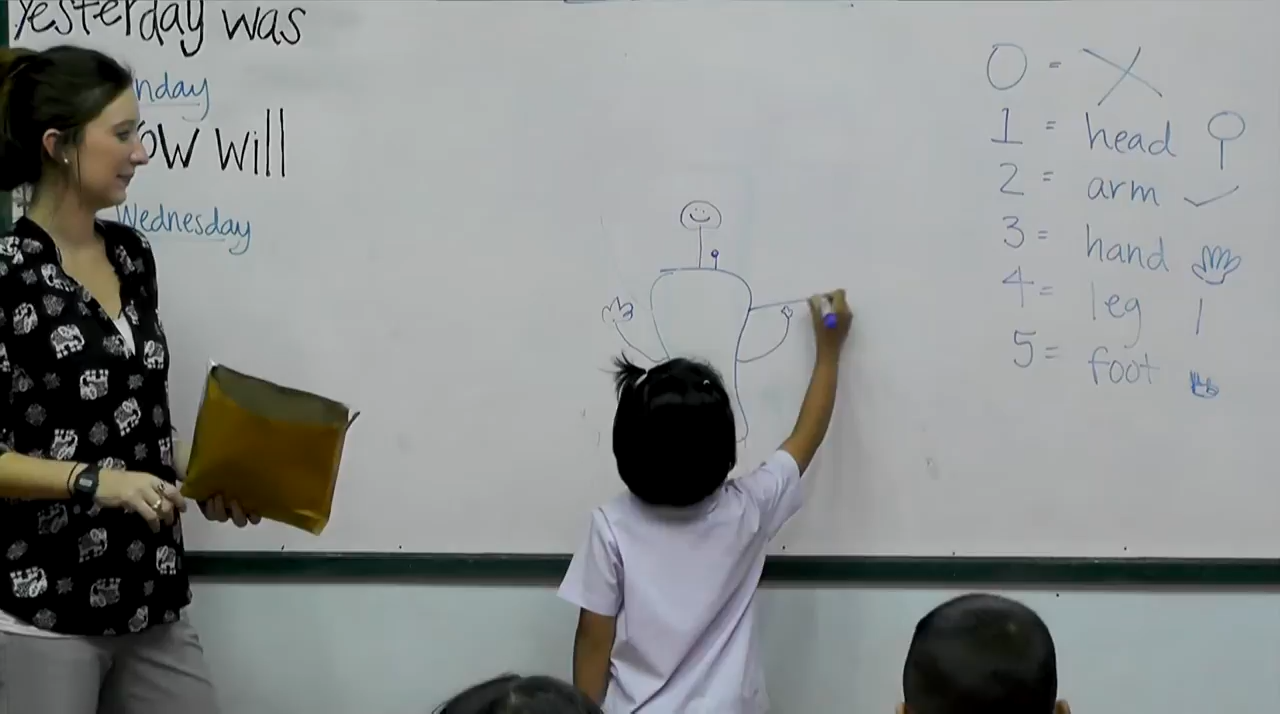 Yesterday was
nday
ow will
Wednesday
0 = X
1 = head
2 = arm
3 = hand
4 = leg
5 = foot